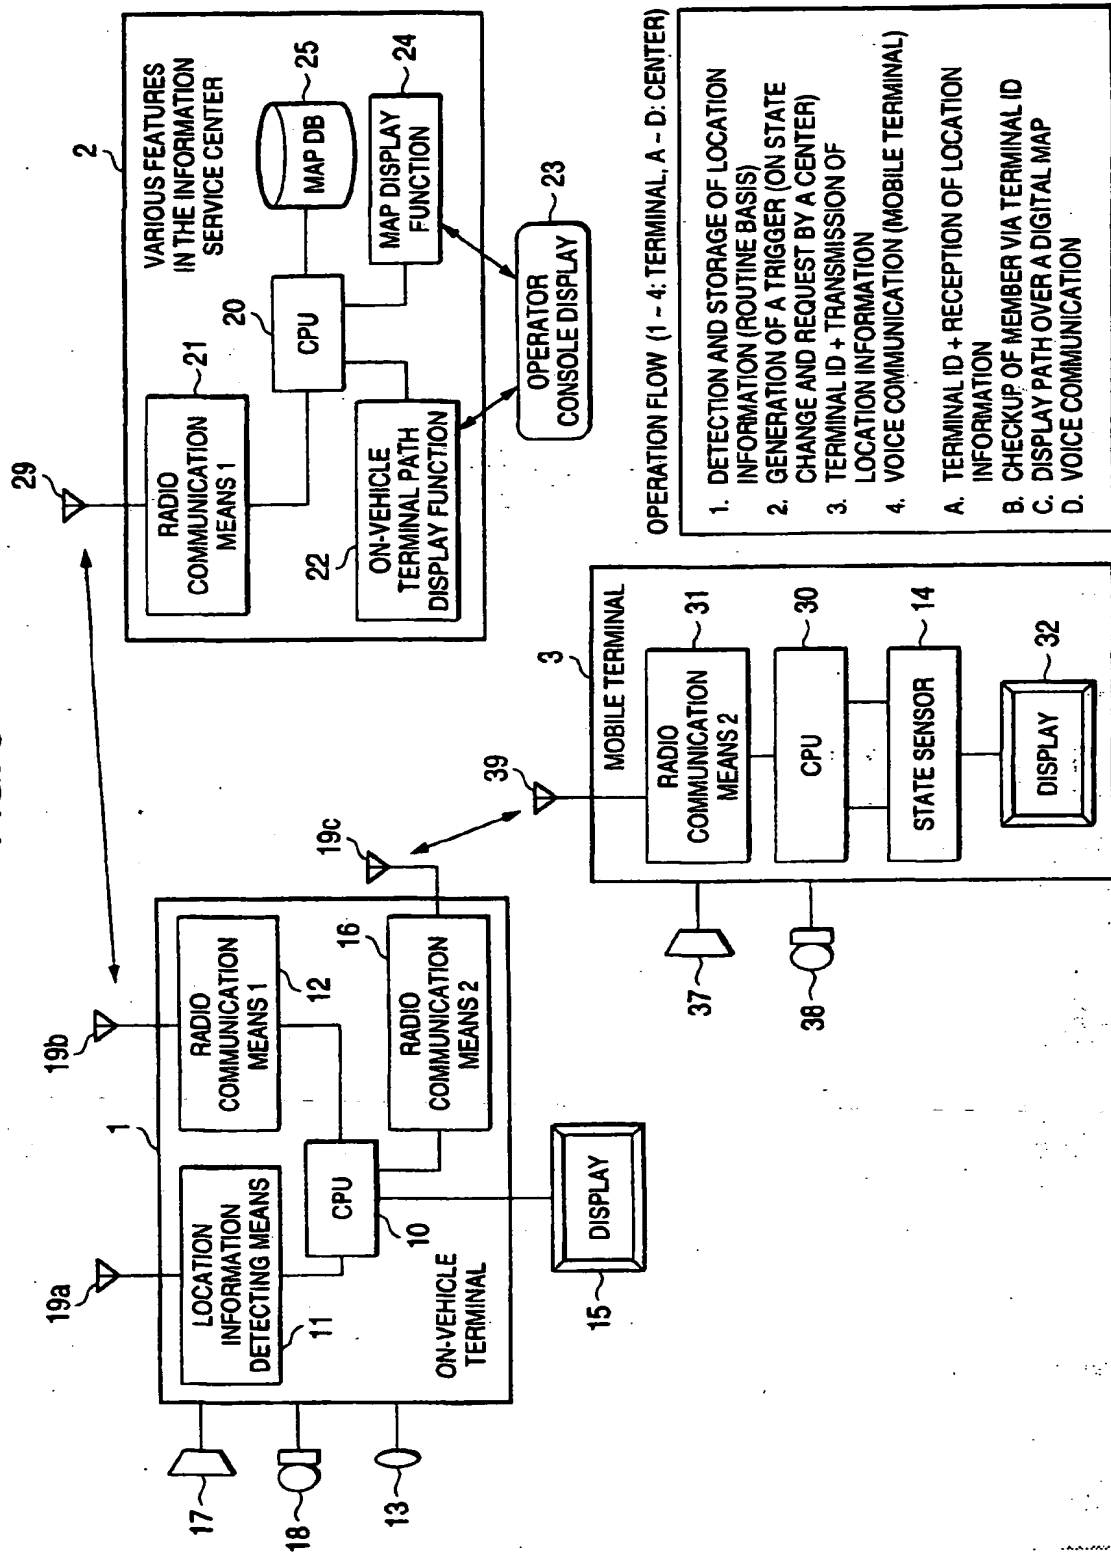 1
19a
19b
LOCATION
INFORMATION
DETECTING MEANS
11
RADIO
COMMUNICATION
MEANS 1
12
CPU
10
RADIO
COMMUNICATION
MEANS 2
16
19c
ON-VEHICLE
TERMINAL
17
18
13
DISPLAY
15
2
29
VARIOUS FEATURES
IN THE INFORMATION
SERVICE CENTER
RADIO
COMMUNICATION
MEANS 1
21
CPU
20
MAP DB
25
MAP DISPLAY
FUNCTION
24
ON-VEHICLE
TERMINAL PATH
DISPLAY FUNCTION
22
OPERATOR
CONSOLE DISPLAY
23
3
39
MOBILE TERMINAL
RADIO
COMMUNICATION
MEANS 2
31
CPU
30
STATE SENSOR
14
DISPLAY
32
37
38
OPERATION FLOW (1 ~ 4: TERMINAL, A ~ D: CENTER)
1. DETECTION AND STORAGE OF LOCATION
INFORMATION (ROUTINE BASIS)
2. GENERATION OF A TRIGGER (ON STATE
CHANGE AND REQUEST BY A CENTER)
3. TERMINAL ID + TRANSMISSION OF
LOCATION INFORMATION
4. VOICE COMMUNICATION (MOBILE TERMINAL)
A. TERMINAL ID + RECEPTION OF LOCATION
INFORMATION
B. CHECKUP OF MEMBER VIA TERMINAL ID
C. DISPLAY PATH OVER A DIGITAL MAP
D. VOICE COMMUNICATION